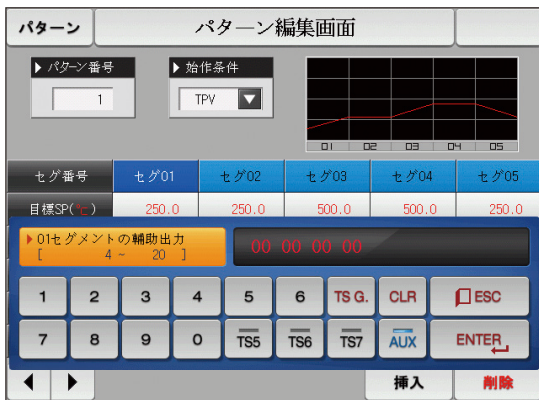 パターン
パターン編集画面
▶ パターン番号
1
▶ 始作条件
TPV
01 02 03 04 05
セグ番号 セグ01 セグ02 セグ03 セグ04 セグ05
目標SP(℃) 250.0 250.0 500.0 500.0 250.0
▶ 01セグメントの輔助出力
[ 4 ~ 20 ]
00 00 00 00
1 2 3 4 5 6 TS G. CLR ESC
7 8 9 0 TS5 TS6 TS7 AUX ENTER
挿入 削除